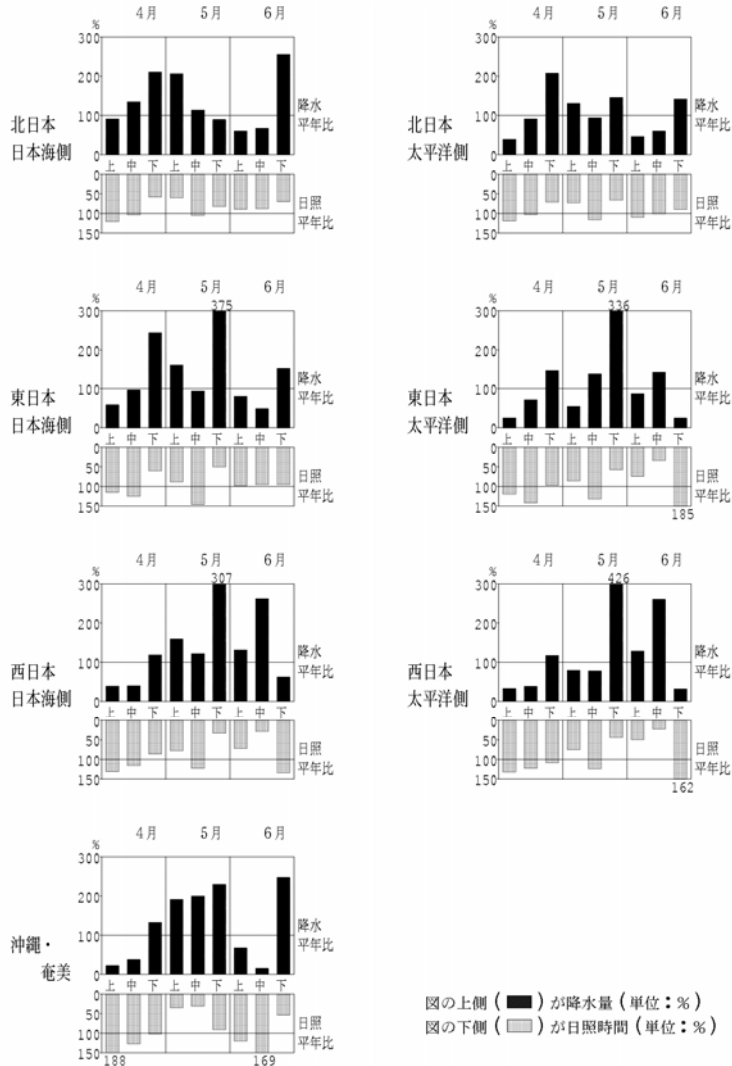 4月 5月 6月
%
300
200
100
0
上 中 下 上 中 下 上 中 下
0
50
100
150
北日本
日本海側
降水
平年比
日照
平年比
4月 5月 6月
%
300
200
100
0
上 中 下 上 中 下 上 中 下
0
50
100
150
北日本
太平洋側
降水
平年比
日照
平年比
4月 5月 6月
375
%
300
200
100
0
上 中 下 上 中 下 上 中 下
0
50
100
150
東日本
日本海側
降水
平年比
日照
平年比
4月 5月 6月
336
%
300
200
100
0
上 中 下 上 中 下 上 中 下
0
50
100
150
185
東日本
太平洋側
降水
平年比
日照
平年比
4月 5月 6月
307
%
300
200
100
0
上 中 下 上 中 下 上 中 下
0
50
100
150
西日本
日本海側
降水
平年比
日照
平年比
4月 5月 6月
426
%
300
200
100
0
上 中 下 上 中 下 上 中 下
0
50
100
150
162
西日本
太平洋側
降水
平年比
日照
平年比
4月 5月 6月
%
300
200
100
0
上 中 下 上 中 下 上 中 下
0
50
100
150
188 169
沖縄・
奄美
降水
平年比
日照
平年比
図の上側(■)が降水量(単位:%)
図の下側(□)が日照時間(単位:%)